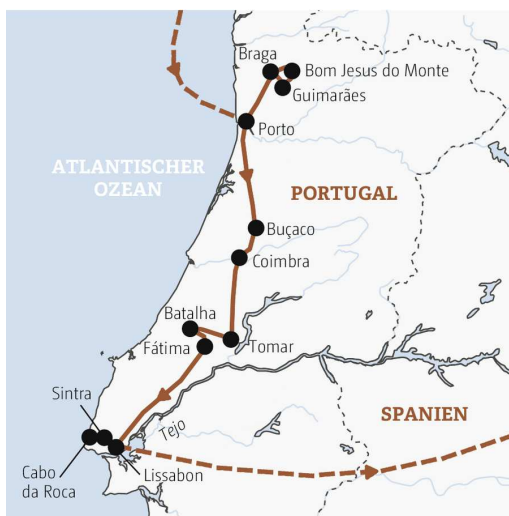 Braga
Bom Jesus do Monte
Guimarães
Porto
ATLANTISCHER
OZEAN
PORTUGAL
Buçaco
Coimbra
Batalha
Fátima
Tomar
Sintra
SPANIEN
Tejo
Cabo
da Roca
Lissabon